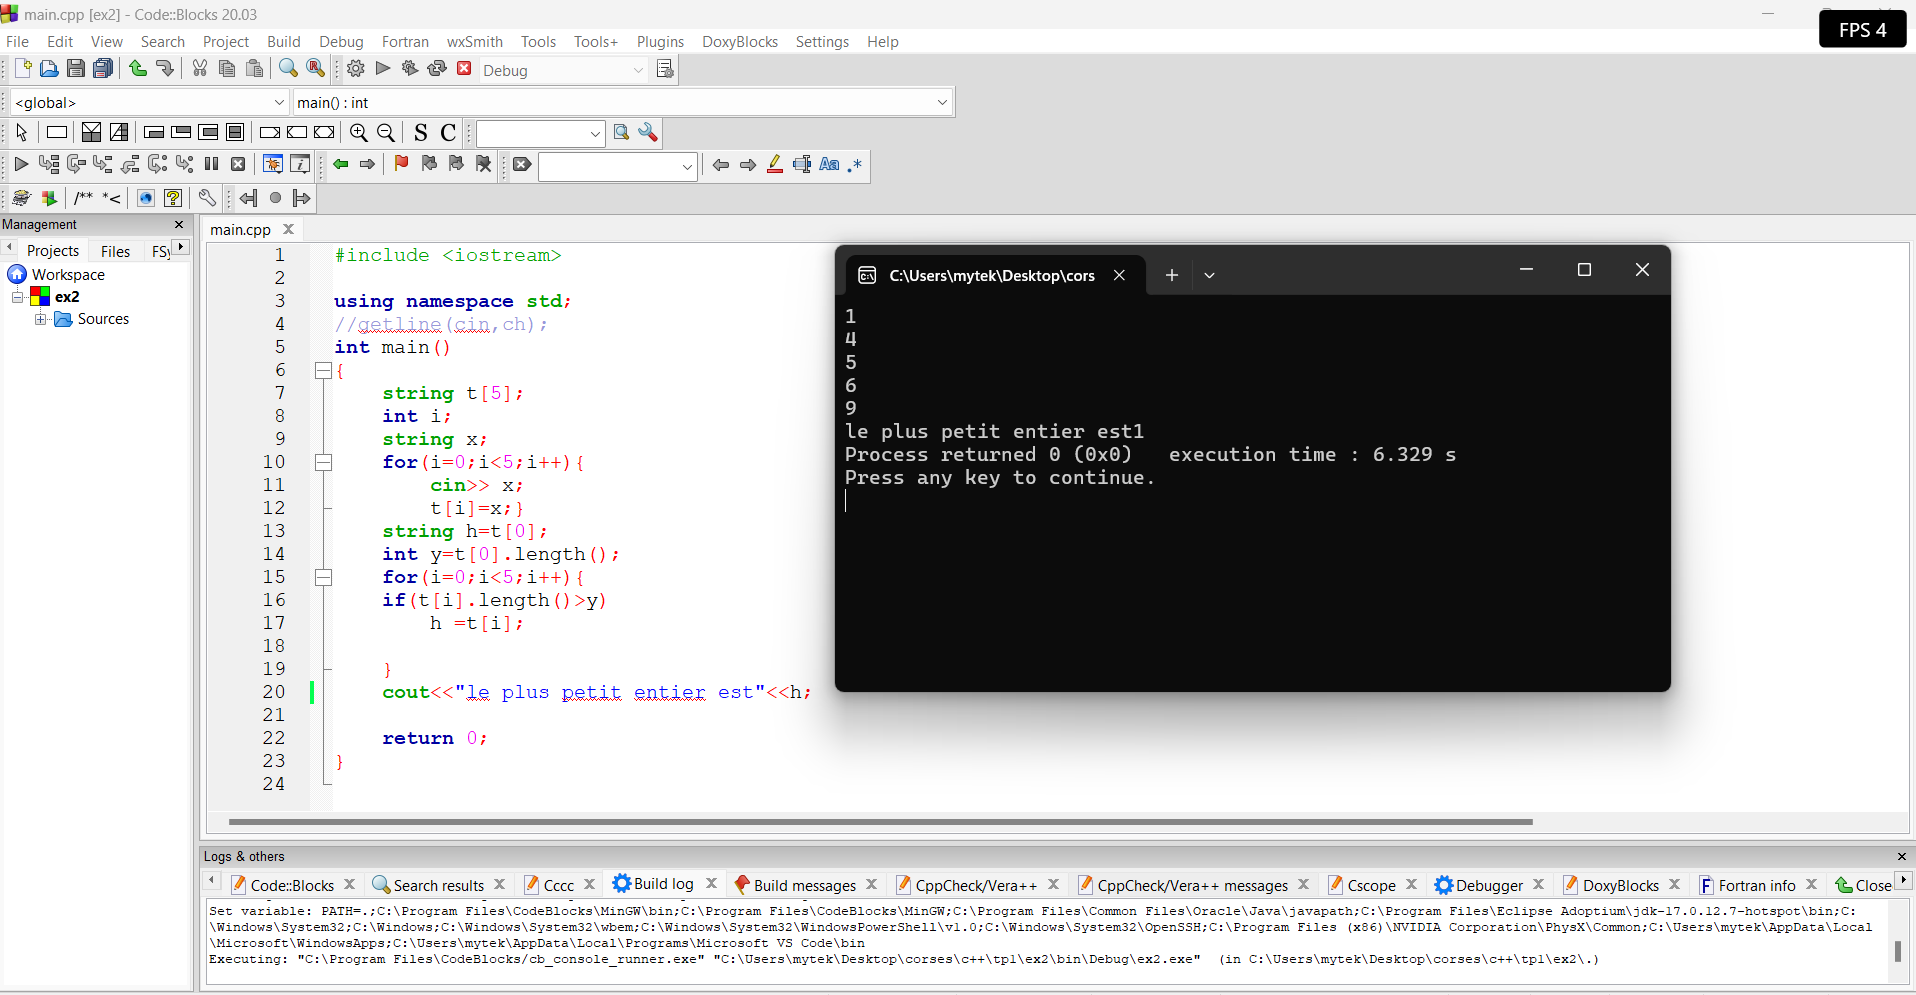 main.cpp [ex2] - Code::Blocks 20.03
FPS 4
File Edit View Search Project Build Debug Fortran wxSmith Tools Tools+ Plugins DoxyBlocks Settings Help
Debug
<global> main() : int
S C
Aa .*
/** *<
Management
Projects Files FSy
Workspace
ex2
Sources
main.cpp
1 #include <iostream>
2
3 using namespace std;
4 //getline(cin,ch);
5 int main()
6 {
7 string t[5];
8 int i;
9 string x;
10 for(i=0;i<5;i++){
11 cin>> x;
12 t[i]=x;}
13 string h=t[0];
14 int y=t[0].length();
15 for(i=0;i<5;i++){
16 if(t[i].length()>y)
17 h =t[i];
18
19 }
20 cout<<"le plus petit entier est"<<h;
21
22 return 0;
23 }
24
C:\Users\mytek\Desktop\cors
1
4
5
6
9
le plus petit entier est1
Process returned 0 (0x0) execution time : 6.329 s
Press any key to continue.
Logs & others
Code::Blocks Search results Cccc Build log Build messages CppCheck/Vera++ CppCheck/Vera++ messages Cscope Debugger DoxyBlocks Fortran info Close
Set variable: PATH=.;C:\Program Files\CodeBlocks\MinGW\bin;C:\Program Files\CodeBlocks\MinGW;C:\Program Files\Common Files\Oracle\Java\javapath;C:\Program Files\Eclipse Adoptium\jdk-17.0.12.7-hotspot\bin;C:
\Windows\System32;C:\Windows;C:\Windows\System32\wbem;C:\Windows\System32\WindowsPowerShell\v1.0;C:\Windows\System32\OpenSSH;C:\Program Files (x86)\NVIDIA Corporation\PhysX\Common;C:\Users\mytek\AppData\Local
\Microsoft\WindowsApps;C:\Users\mytek\AppData\Local\Programs\Microsoft VS Code\bin
Executing: "C:\Program Files\CodeBlocks/cb_console_runner.exe" "C:\Users\mytek\Desktop\corses\c++\tp1\ex2\bin\Debug\ex2.exe" (in C:\Users\mytek\Desktop\corses\c++\tp1\ex2\.)